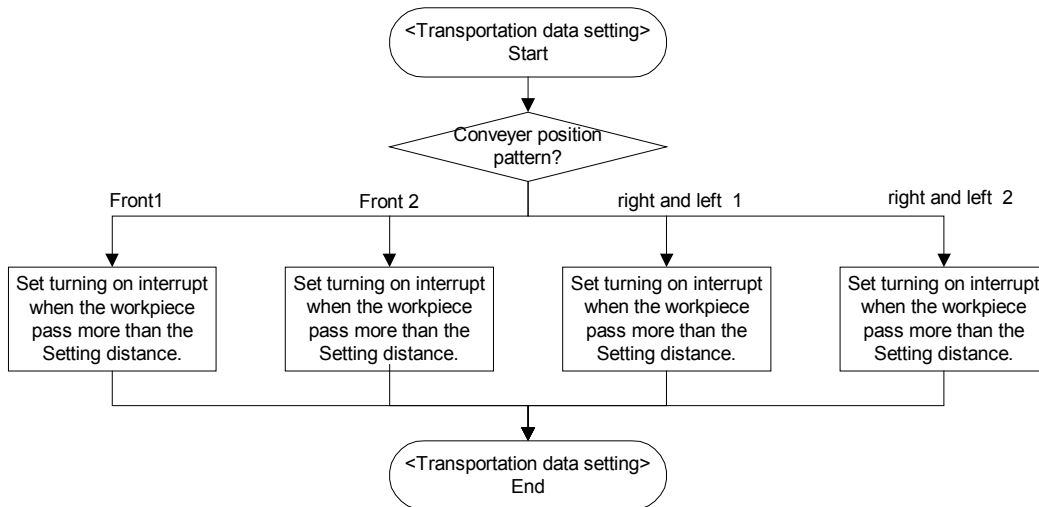 <Transportation data setting>
Start
Conveyer position
pattern?
Front1
Front 2
right and left 1
right and left 2
Set turning on interrupt
when the workpiece
pass more than the
Setting distance.
Set turning on interrupt
when the workpiece
pass more than the
Setting distance.
Set turning on interrupt
when the workpiece
pass more than the
Setting distance.
Set turning on interrupt
when the workpiece
pass more than the
Setting distance.
<Transportation data setting>
End